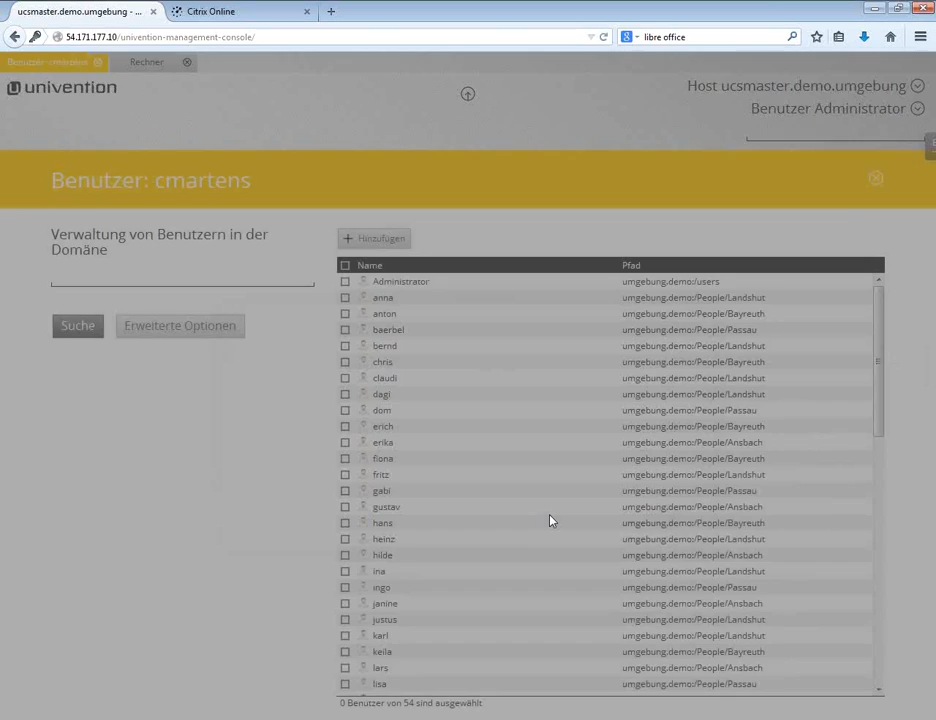 ucsmaster.demo.umgebung - ...
Citrix Online
54.171.177.10/univention-management-console/
libre office
Benutzer: cmartens
Rechner
univention
Host ucsmaster.demo.umgebung
Benutzer Administrator
Benutzer: cmartens
Verwaltung von Benutzern in der
Domäne
Suche
Erweiterte Optionen
Hinzufügen
Name Pfad
Administrator umgebung.demo:/users
anna umgebung.demo:/People/Landshut
anton umgebung.demo:/People/Bayreuth
baerbel umgebung.demo:/People/Passau
bernd umgebung.demo:/People/Landshut
chris umgebung.demo:/People/Bayreuth
claudi umgebung.demo:/People/Landshut
dagi umgebung.demo:/People/Landshut
dom umgebung.demo:/People/Passau
erich umgebung.demo:/People/Bayreuth
erika umgebung.demo:/People/Ansbach
fiona umgebung.demo:/People/Bayreuth
fritz umgebung.demo:/People/Landshut
gabi umgebung.demo:/People/Passau
gustav umgebung.demo:/People/Ansbach
hans umgebung.demo:/People/Bayreuth
heinz umgebung.demo:/People/Landshut
hilde umgebung.demo:/People/Ansbach
ina umgebung.demo:/People/Landshut
ingo umgebung.demo:/People/Passau
janine umgebung.demo:/People/Ansbach
justus umgebung.demo:/People/Landshut
karl umgebung.demo:/People/Landshut
keila umgebung.demo:/People/Bayreuth
lars umgebung.demo:/People/Ansbach
lisa umgebung.demo:/People/Passau
0 Benutzer von 54 sind ausgewählt